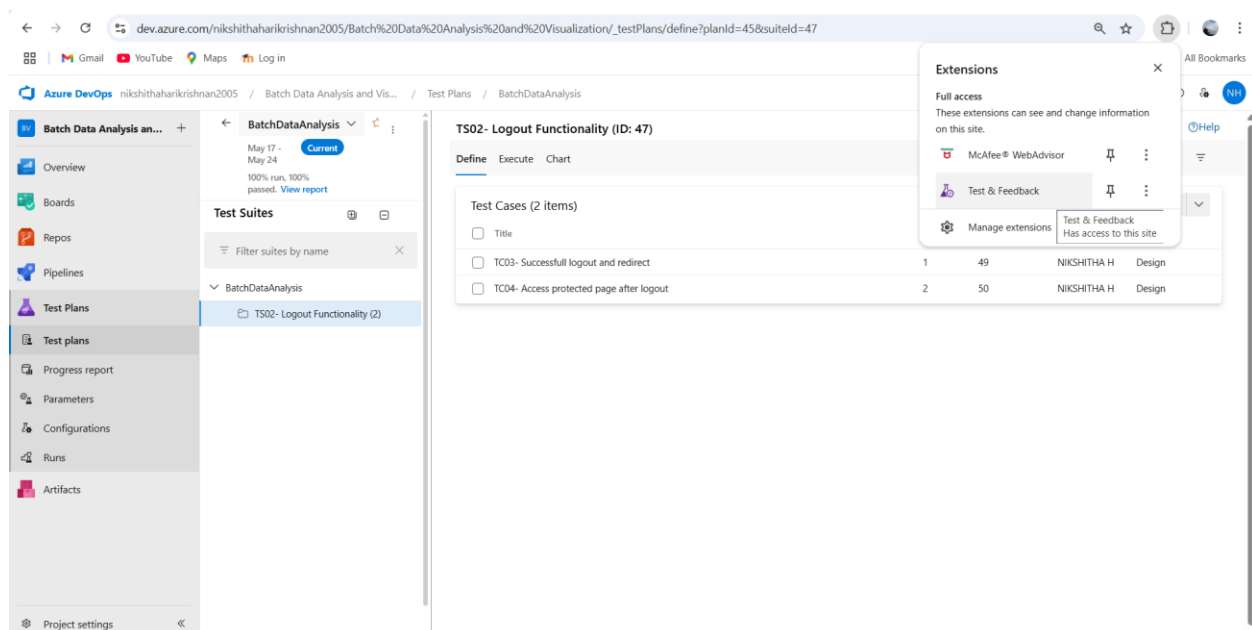 dev.azure.com/nikshithaharikrishnan2005/Batch%20Data%20Analysis%20and%20Visualization/_testPlans/define?planId=45&suiteId=47
Gmail YouTube Maps Log in All Bookmarks
Azure DevOps nikshithaharikrishnan2005 / Batch Data Analysis and Vis... / Test Plans / BatchDataAnalysis NH
BV Batch Data Analysis an... +
Overview
Boards
Repos
Pipelines
Test Plans
Test plans
Progress report
Parameters
Configurations
Runs
Artifacts
Project settings
BatchDataAnalysis
May 17 -
May 24
Current
100% run, 100%
passed. View report
Test Suites
Filter suites by name
BatchDataAnalysis
TS02- Logout Functionality (2)
TS02- Logout Functionality (ID: 47)
Help
Define Execute Chart
Test Cases (2 items)
Title
TC03- Successfull logout and redirect 1 49 NIKSHITHA H Design
TC04- Access protected page after logout 2 50 NIKSHITHA H Design
Extensions
Full access
These extensions can see and change information
on this site.
McAfee® WebAdvisor
Test & Feedback
Manage extensions
Test & Feedback
Has access to this site